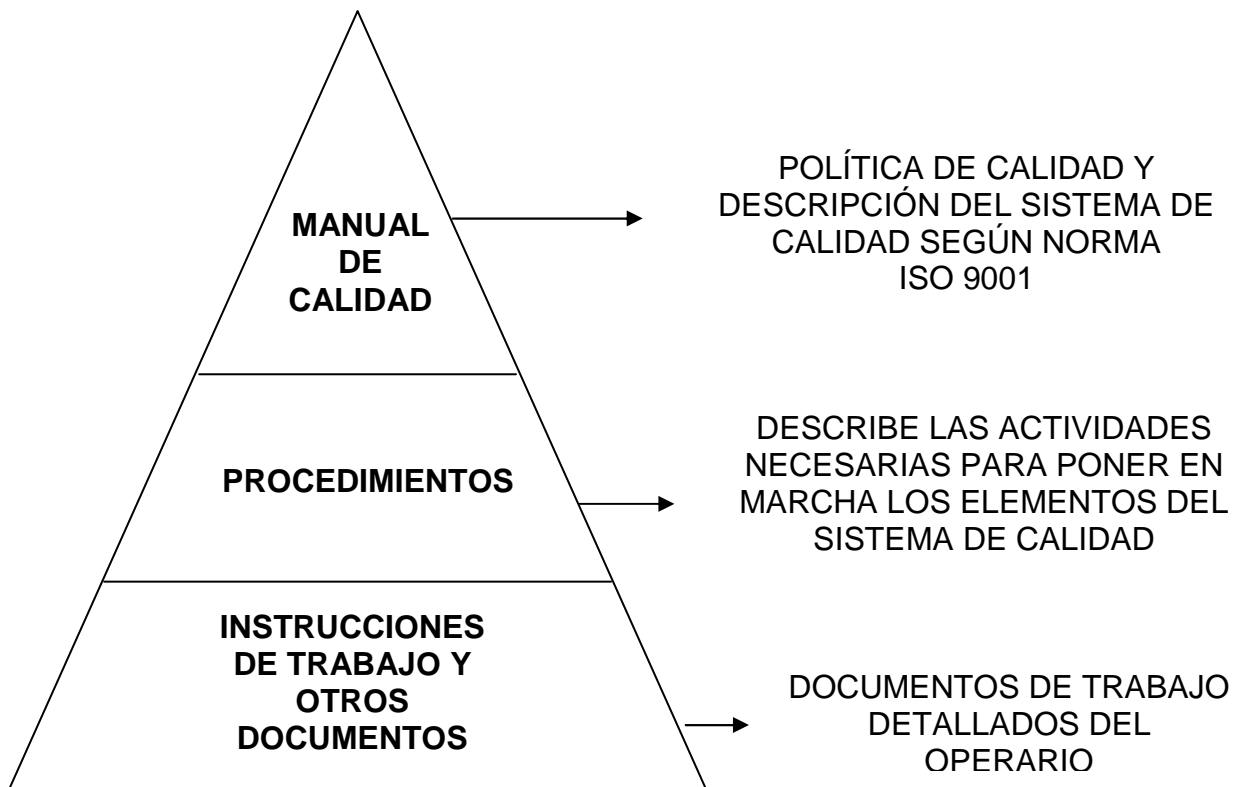 MANUAL
DE
CALIDAD
POLÍTICA DE CALIDAD Y
DESCRIPCIÓN DEL SISTEMA DE
CALIDAD SEGÚN NORMA
ISO 9001
PROCEDIMIENTOS
DESCRIBE LAS ACTIVIDADES
NECESARIAS PARA PONER EN
MARCHA LOS ELEMENTOS DEL
SISTEMA DE CALIDAD
INSTRUCCIONES
DE TRABAJO Y
OTROS
DOCUMENTOS
DOCUMENTOS DE TRABAJO
DETALLADOS DEL
OPERARIO